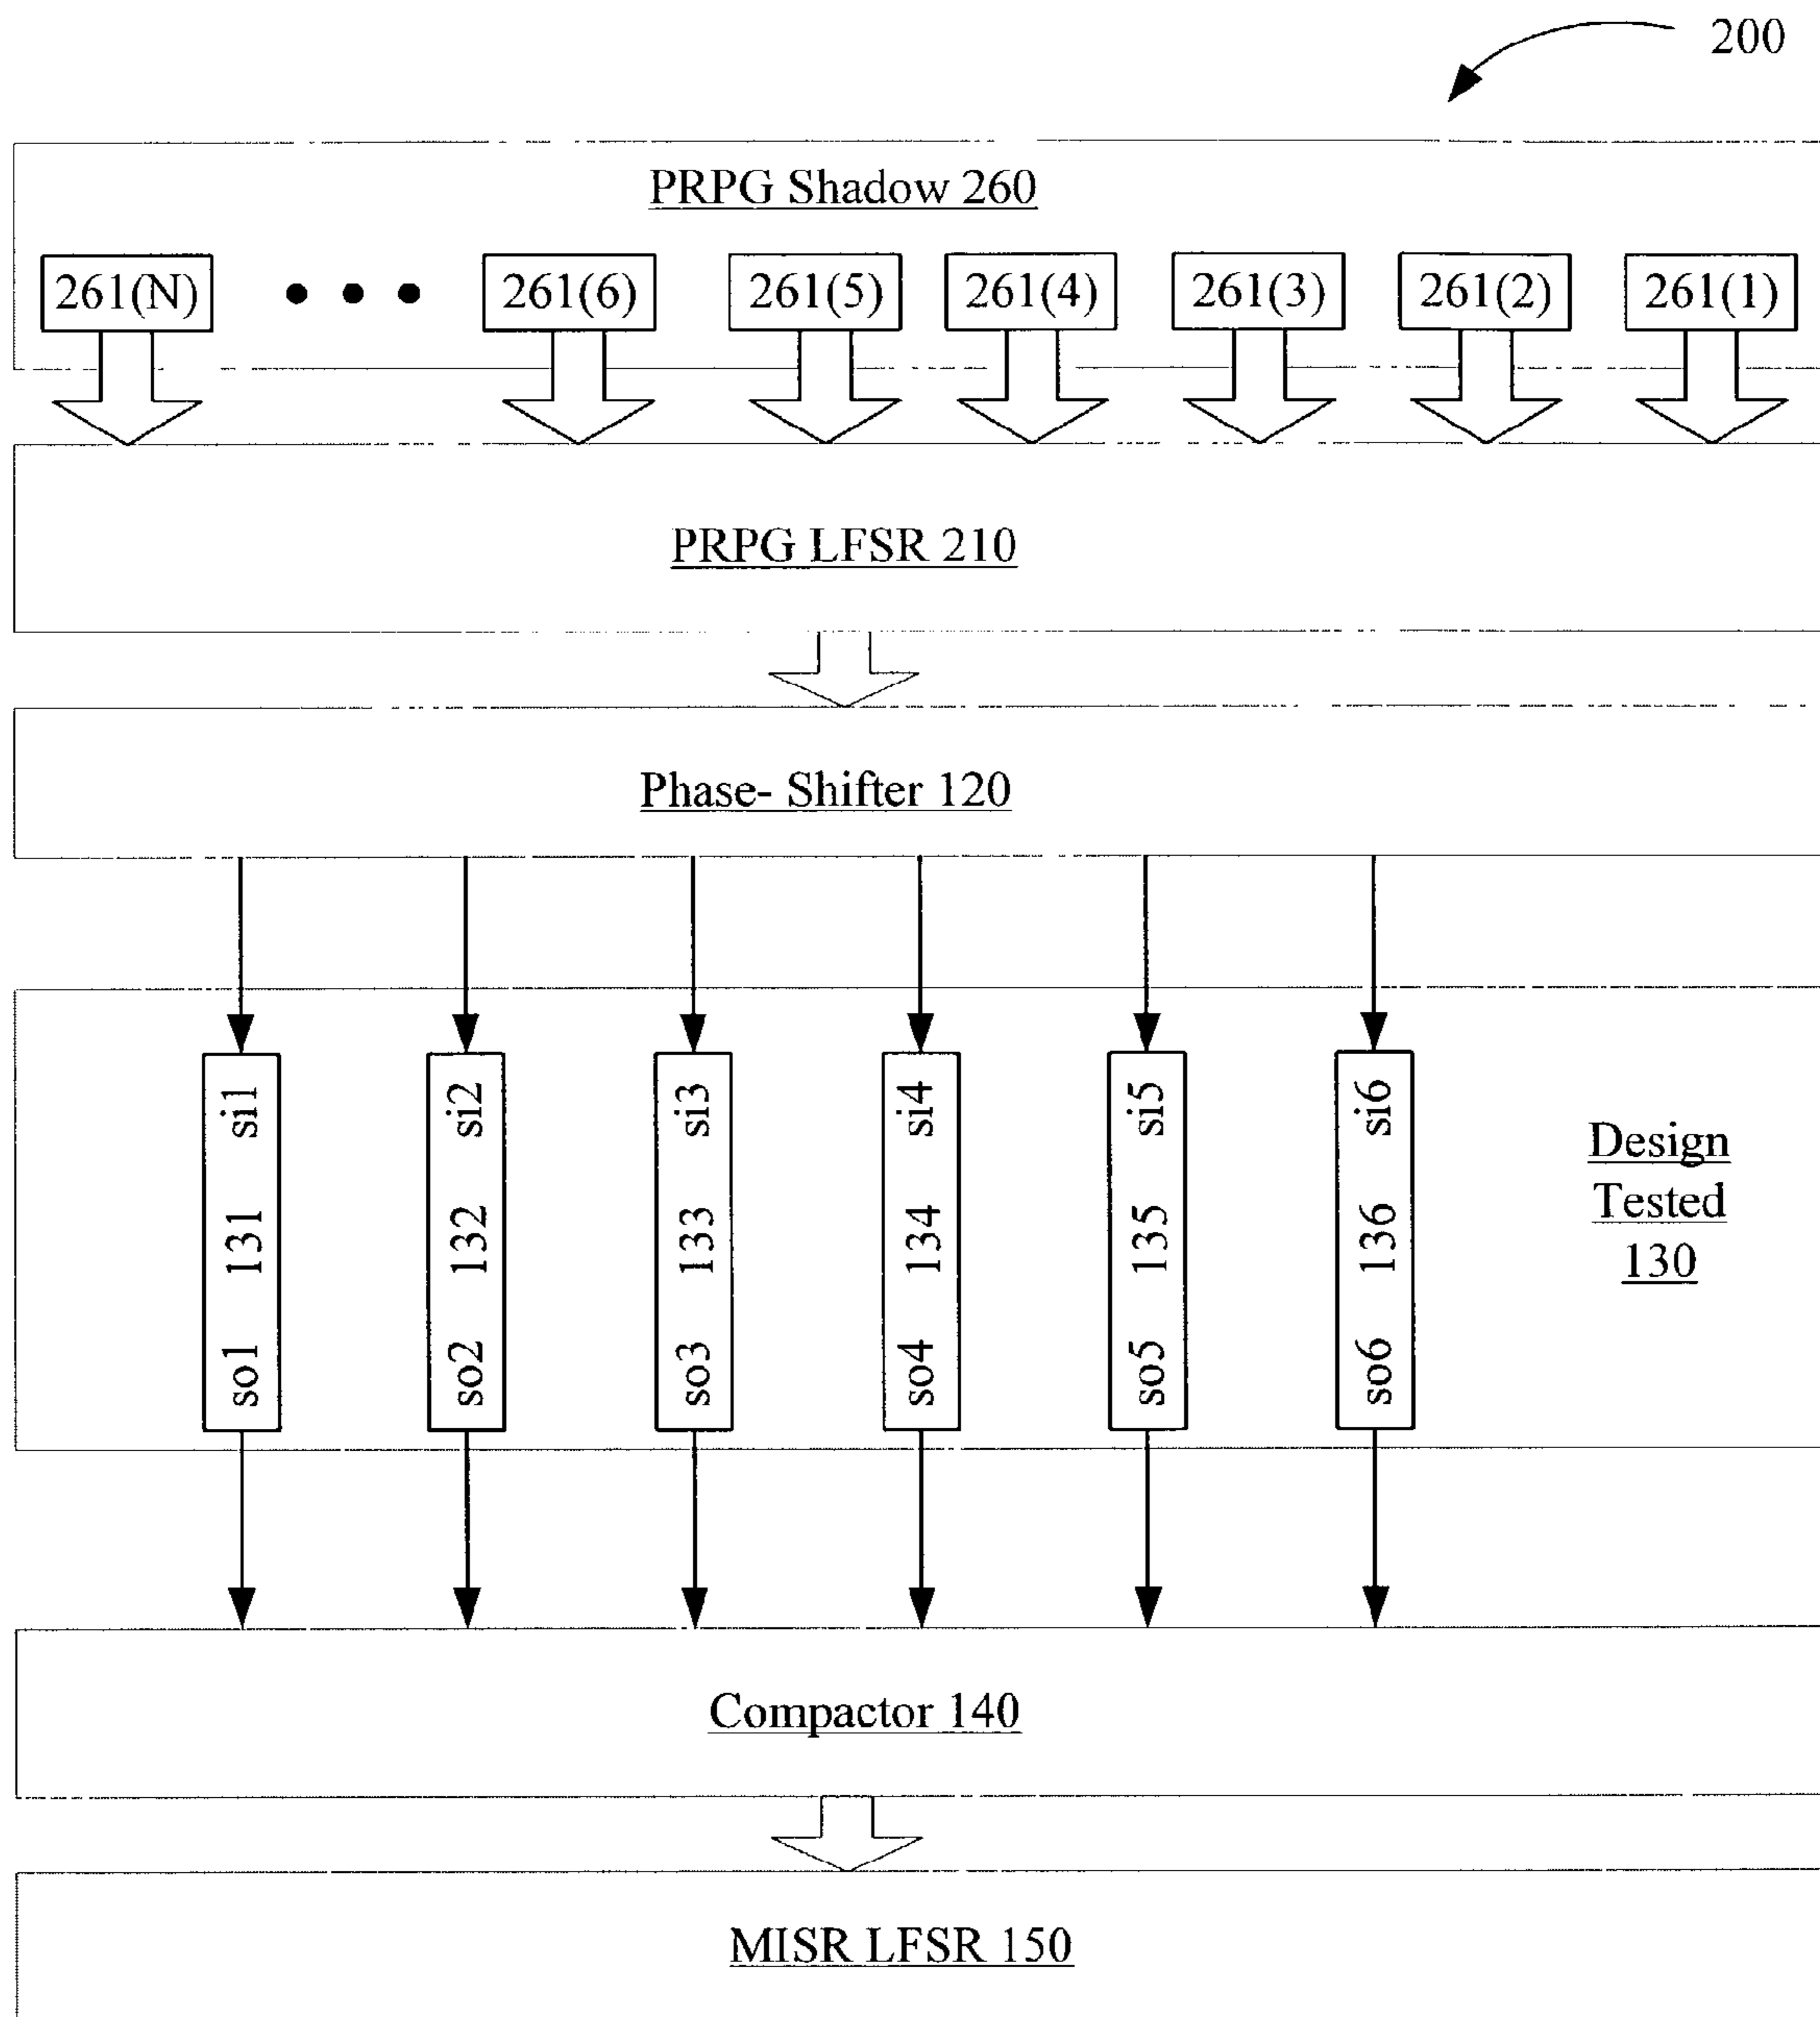 200
PRPG Shadow 260
261(N) • • • 261(6) 261(5) 261(4) 261(3) 261(2) 261(1)
PRPG LFSR 210
Phase- Shifter 120
so1 131 si1
so2 132 si2
so3 133 si3
so4 134 si4
so5 135 si5
so6 136 si6
Design
Tested
130
Compactor 140
MISR LFSR 150